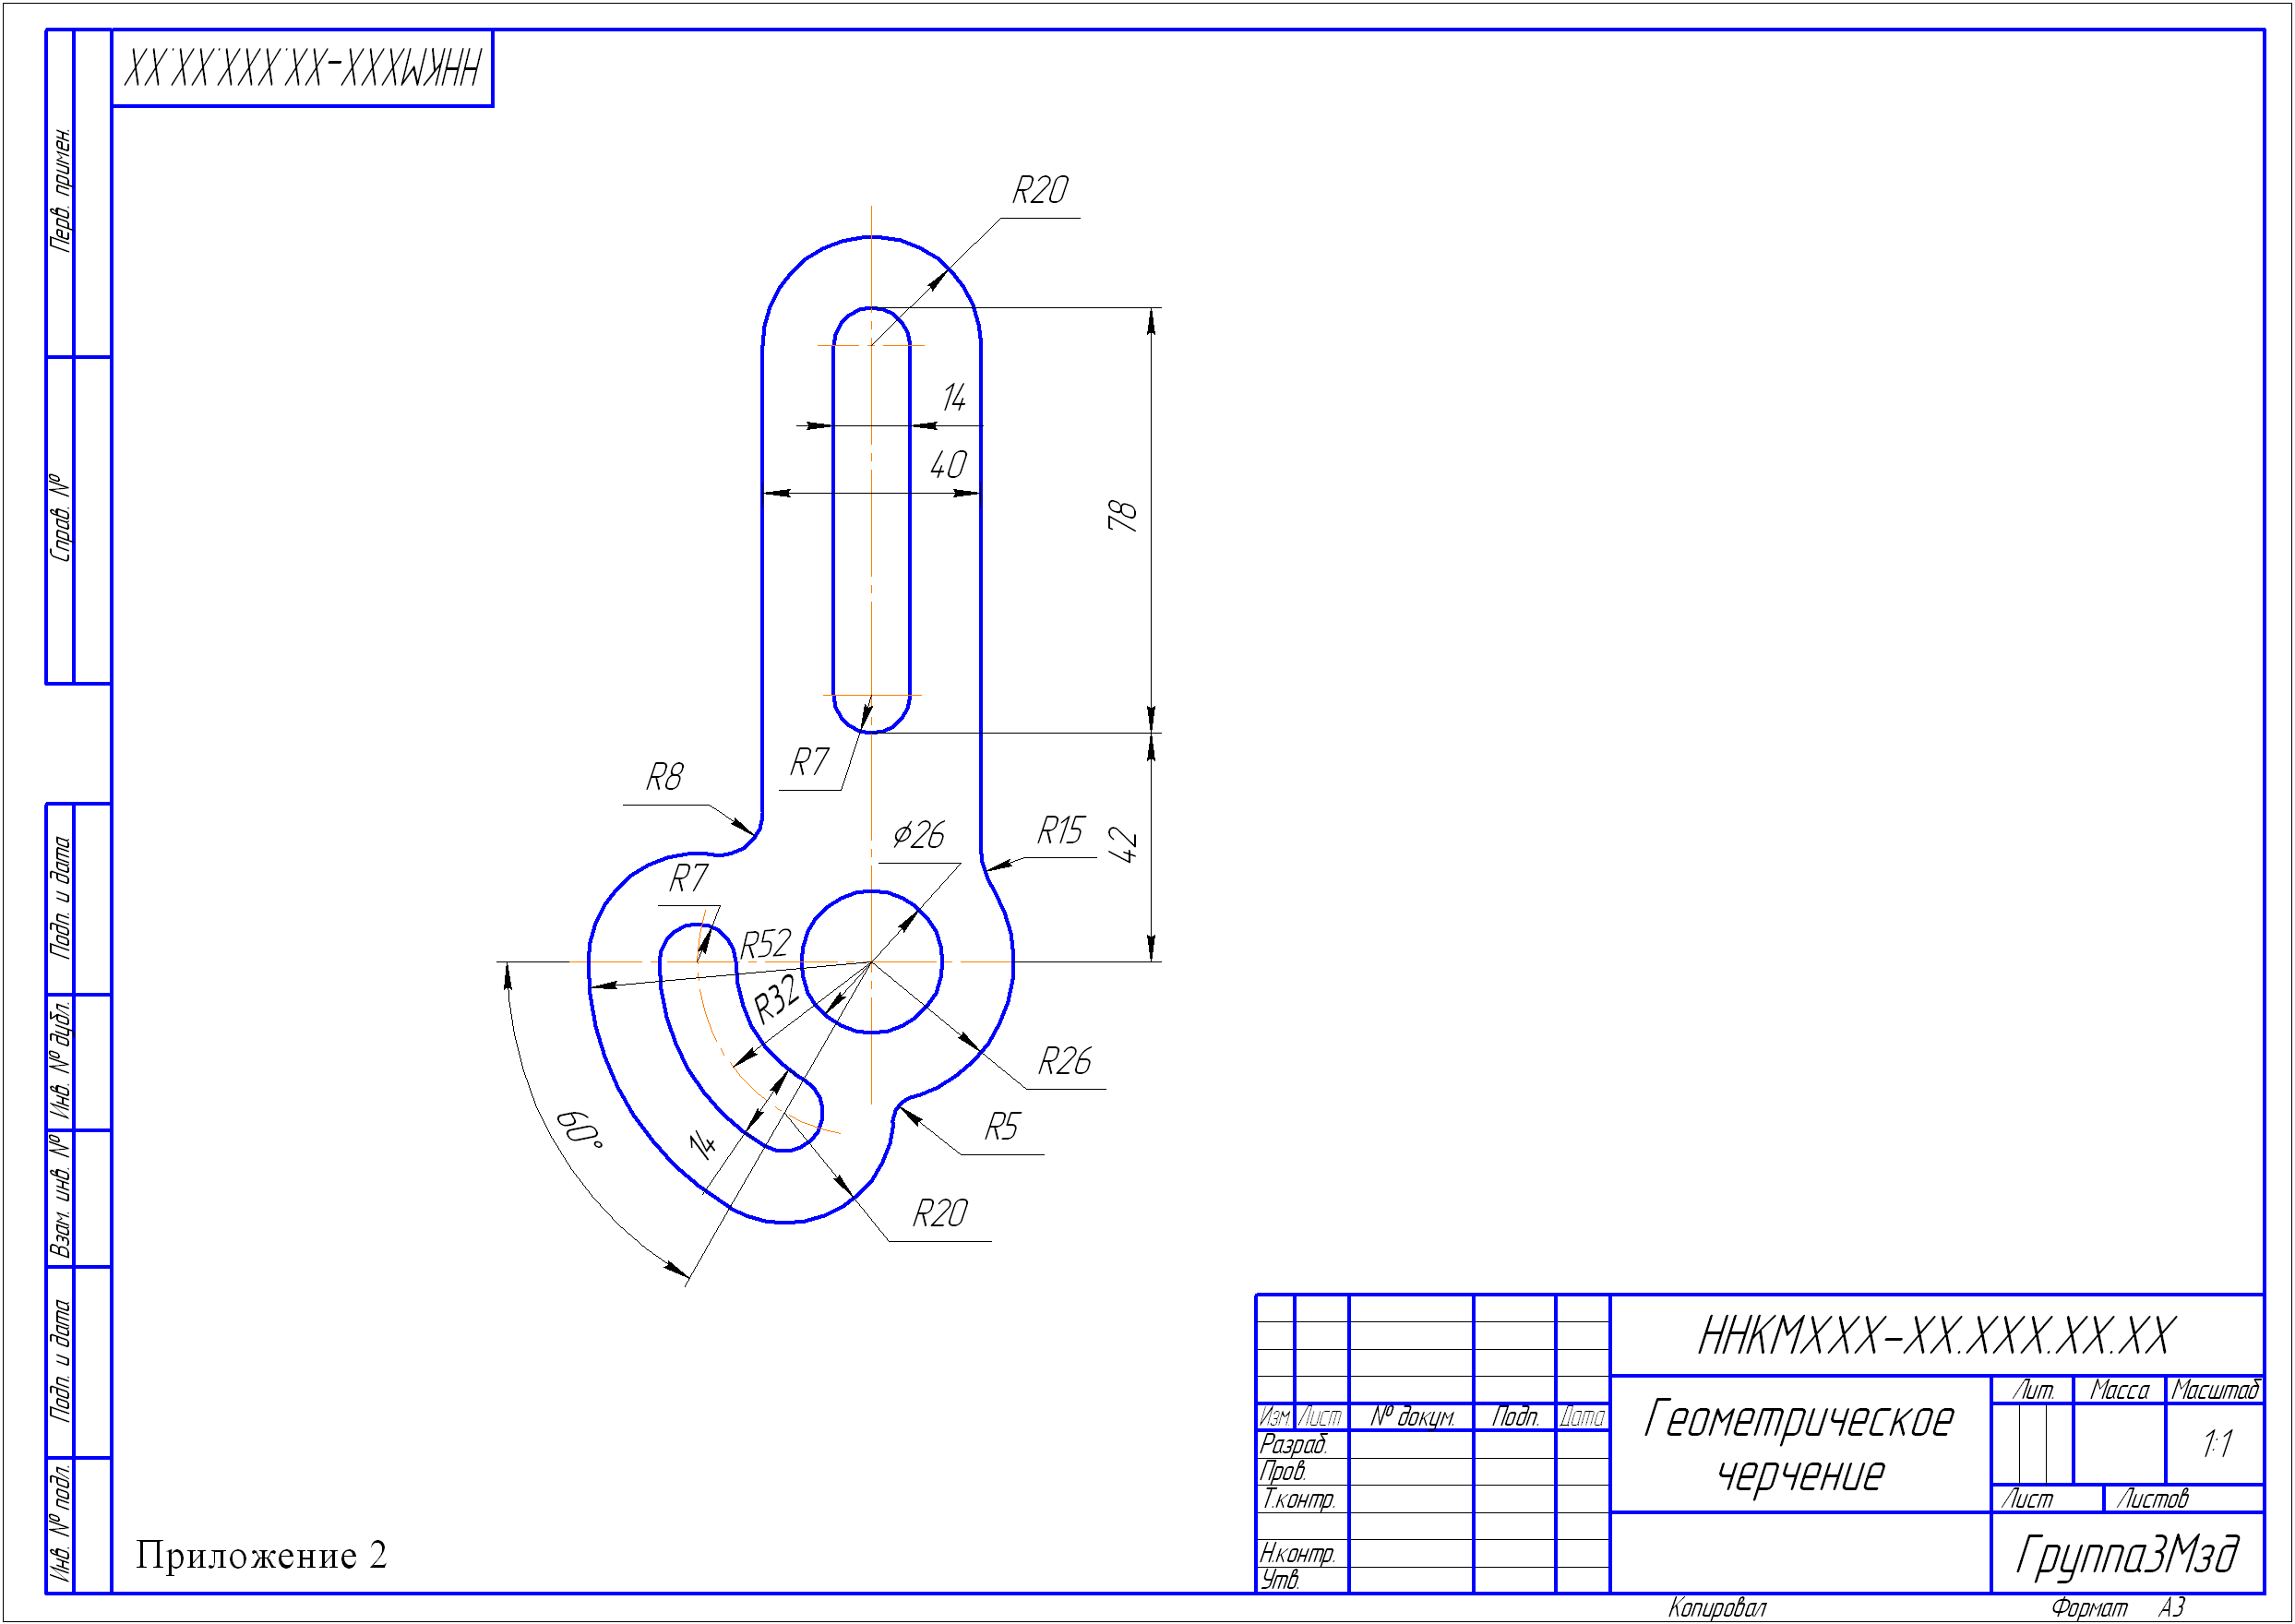 ННКМХХХ-ХХ.ХХХ.ХХ.ХХ
Перв. примен.
Справ. №
Подп. и дата
Инв. № дубл.
Взам. инв. №
Подп. и дата
Инв. № подл.
R20
14
40
78
R7
R8
⌀26
R15
42
R7
R52
R32
R26
60°
14
R5
R20
ННКМХХХ-ХХ.ХХХ.ХХ.ХХ
Лит. Масса Масштаб
Изм Лист № докум. Подп. Дата
Геометрическое
черчение
1:1
Разраб.
Пров.
Т.контр.
Лист Листов
Н.контр.
Утв.
Группа3Мзд
Приложение 2
Копировал Формат А3